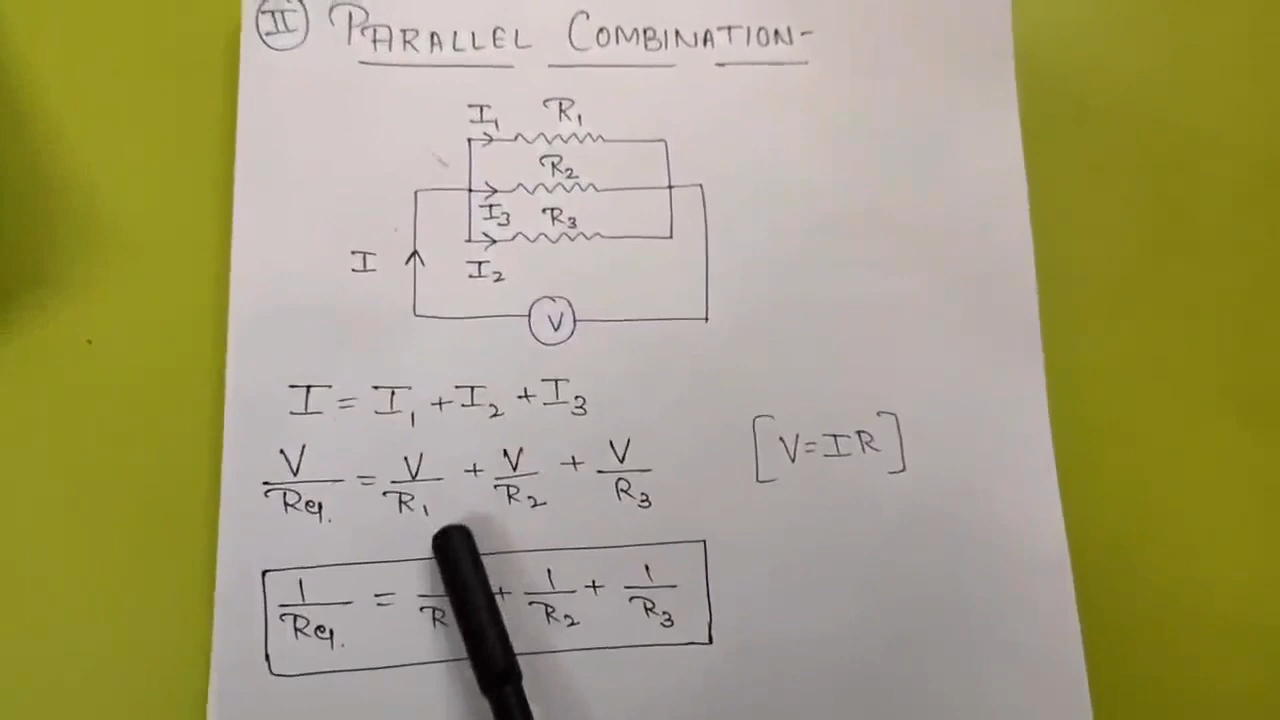 II PARALLEL COMBINATION-
I₁ R₁
R₂
I₃ R₃
I I₂
V
I = I₁ + I₂ + I₃
V/Req. = V/R₁ + V/R₂ + V/R₃ [V=IR]
1/Req. = /R + 1/R₂ + 1/R₃